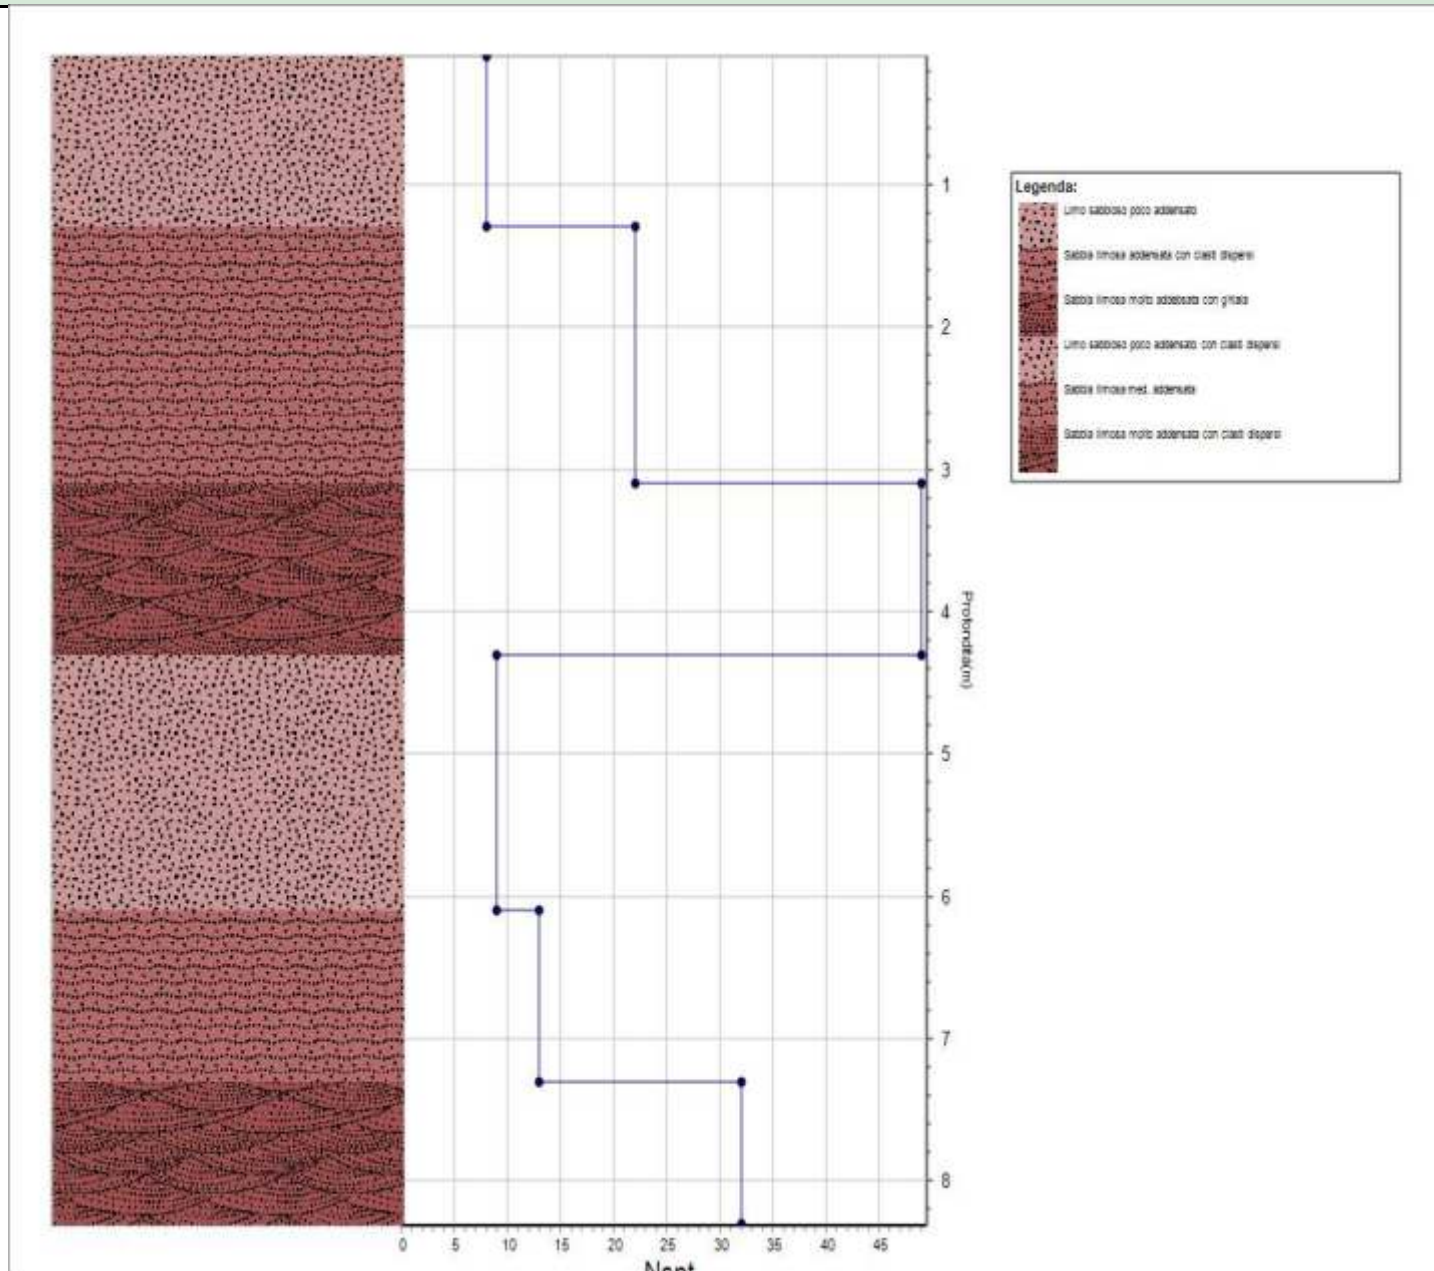 1
2
3
4
5
6
7
8
Profondità(m)
0 5 10 15 20 25 30 35 40 45
Nspt
Legenda:
Limo sabbioso poco addensato
Sabbia limosa addensata con clasti dispersi
Sabbia limosa molto con ghiaia
Limo sabbioso poco addensato. con clasti dispersi
Sabbia limosa med. addensata
Sabbia limosa molto addensata con clasti dispersi